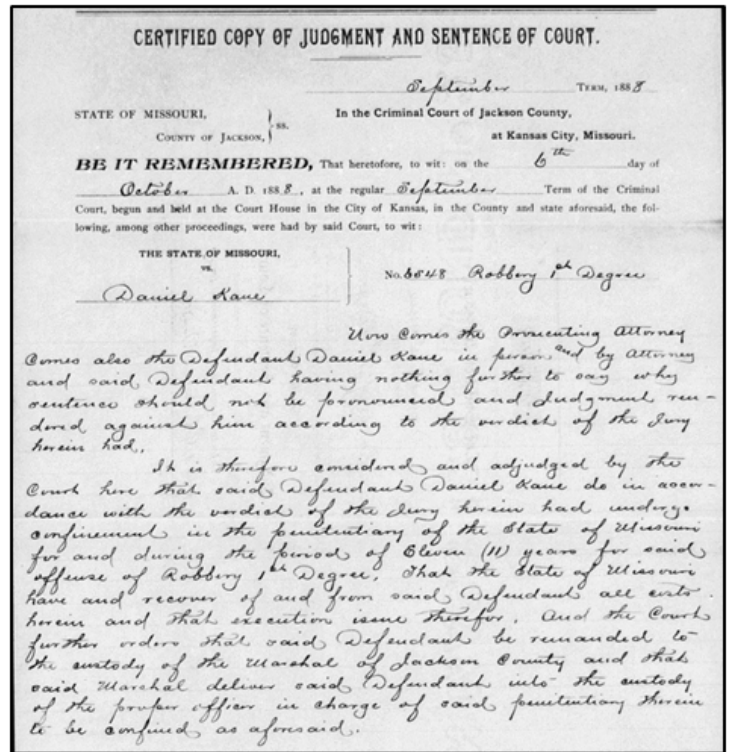 CERTIFIED COPY OF JUDGMENT AND SENTENCE OF COURT.
September TERM, 1888
STATE OF MISSOURI, COUNTY OF JACKSON, } ss.
In the Criminal Court of Jackson County,
at Kansas City, Missouri.
BE IT REMEMBERED, That heretofore, to wit: on the 6th day of
October A. D. 1888, at the regular September Term of the Criminal
Court, begun and held at the Court House in the City of Kansas, in the County and state aforesaid, the fol-
lowing, among other proceedings, were had by said Court, to wit:
THE STATE OF MISSOURI,
vs.
Daniel Kane
No. 6548 Robbery 1st Degree
Now Comes the Prosecuting Attorney
Comes also the Defendant Daniel Kane in person and by Attorney
and said Defendant having nothing further to say why
sentence should not be pronounced and Judgment ren-
dered against him according to the verdict of the Jury
herein had.
It is therefore considered and adjudged by the
Court here that said Defendant Daniel Kane do in accor-
dance with the verdict of the Jury herein had undergo
confinement in the penitentiary of the State of Missouri
for and during the period of Eleven (11) years for said
offense of Robbery 1st Degree. That the State of Missouri
have and recover of and from said Defendant all costs
herein and that execution issue therefor. And the Court
further orders that said Defendant be remanded to
the custody of the Marshal of Jackson County and that
said Marshal deliver said Defendant into the custody
of the proper officer in charge of said penitentiary therein
to be confined as aforesaid.